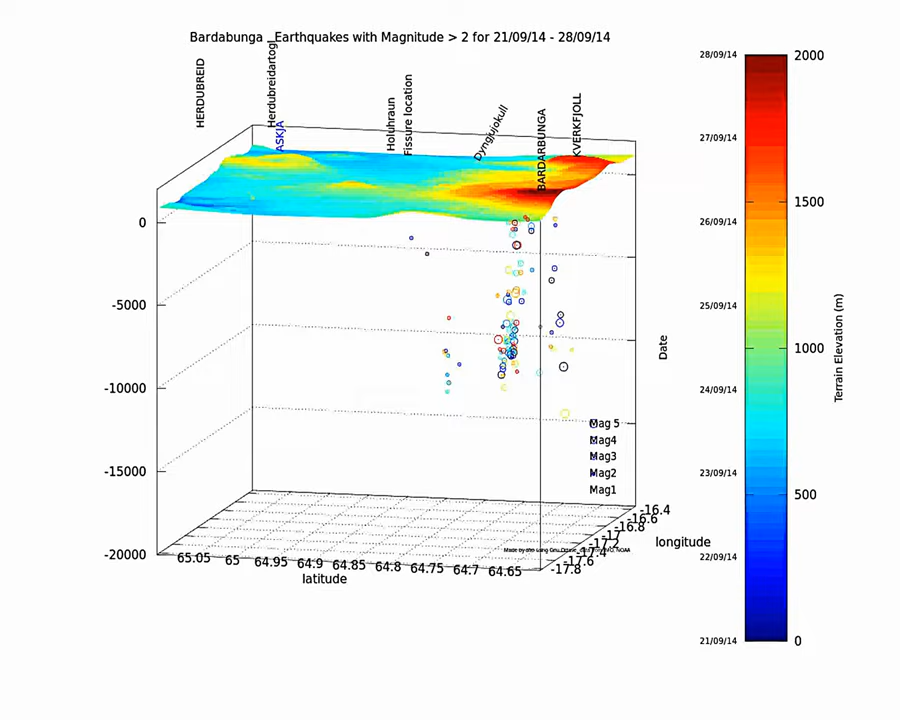 Bardabunga _Earthquakes with Magnitude > 2 for 21/09/14 - 28/09/14
HERDUBREID
Herdubreidartogl
ASKJA
Holuhraun
Fissure location
Dyngjujokull
BARDARBUNGA
KVERKFJOLL
0
-5000
-10000
-15000
-20000
65.05
65
64.95
64.9
64.85
64.8
64.75
64.7
64.65
latitude
-16.4
-16.6
-16.8
-17
-17.2
-17.4
-17.6
-17.8
longitude
Mag 5
Mag4
Mag3
Mag2
Mag1
Date
28/09/14
27/09/14
26/09/14
25/09/14
24/09/14
23/09/14
22/09/14
21/09/14
2000
1500
1000
500
0
Terrain Elevation (m)